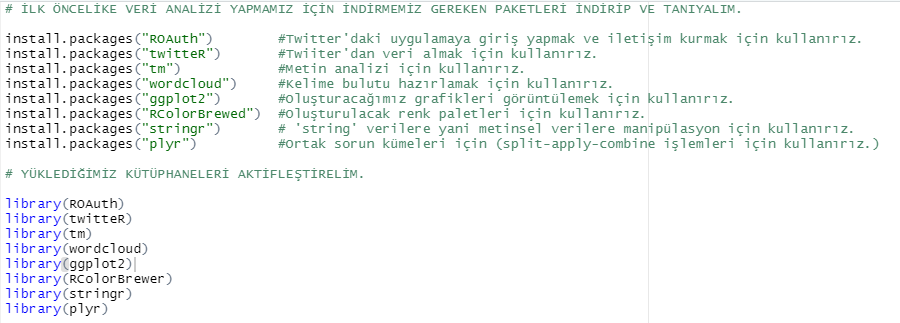 # İLK ÖNCELİKE VERİ ANALİZİ YAPMAMIZ İÇİN İNDİRMEMİZ GEREKEN PAKETLERİ İNDİRİP VE TANIYALIM.
install.packages("ROAuth") #Twiiter'daki uygulamaya giriş yapmak ve iletişim kurmak için kullanırız.
install.packages("twitteR") #Twiiter'dan veri almak için kullanırız.
install.packages("tm") #Metin analizi için kullanırız.
install.packages("wordcloud") #Kelime bulutu hazırlamak için kullanırız.
install.packages("ggplot2") #Oluşturacağımız grafikleri görüntülemek için kullanırız.
install.packages("RColorBrewed") #Oluşturulacak renk paletleri için kullanırız.
install.packages("stringr") # 'string' verilere yani metinsel verilere manipülasyon için kullanırız.
install.packages("plyr") #Ortak sorun kümeleri için (split-apply-combine işlemleri için kullanırız.)
# YÜKLEDİĞİMİZ KÜTÜPHANELERİ AKTİFLEŞTİRELİM.
library(ROAuth)
library(twitteR)
library(tm)
library(wordcloud)
library(ggplot2)
library(RColorBrewer)
library(stringr)
library(plyr)